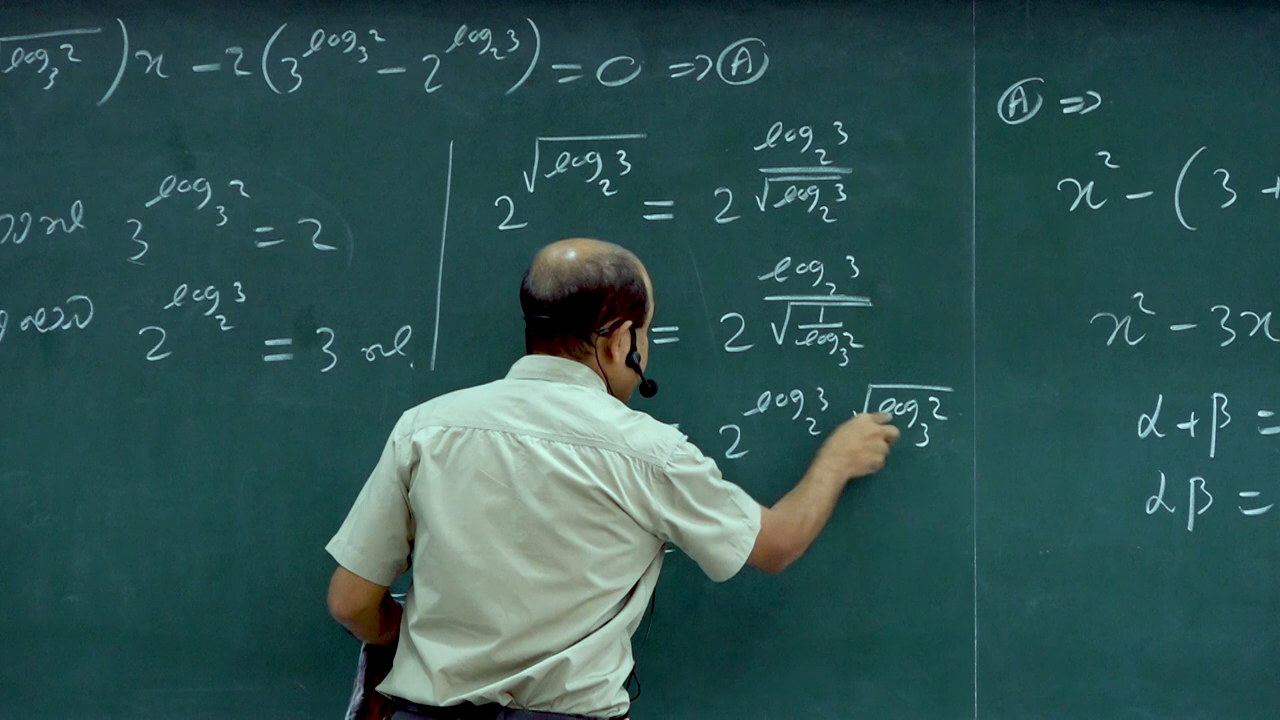 √log₃2)x - 2(3^(log₃2) - 2^(log₂3)) = 0 ⇒ Ⓐ
3^(log₃2) = 2
2^(log₂3) = 3
2^(√(log₂3)) = 2^(log₂3/√(log₂3))
= 2^(log₂3/√(1/log₃2))
2^(log₂3 √(log₃2))
Ⓐ ⇒
x² - (3 +
x² - 3x
α + β =
αβ =